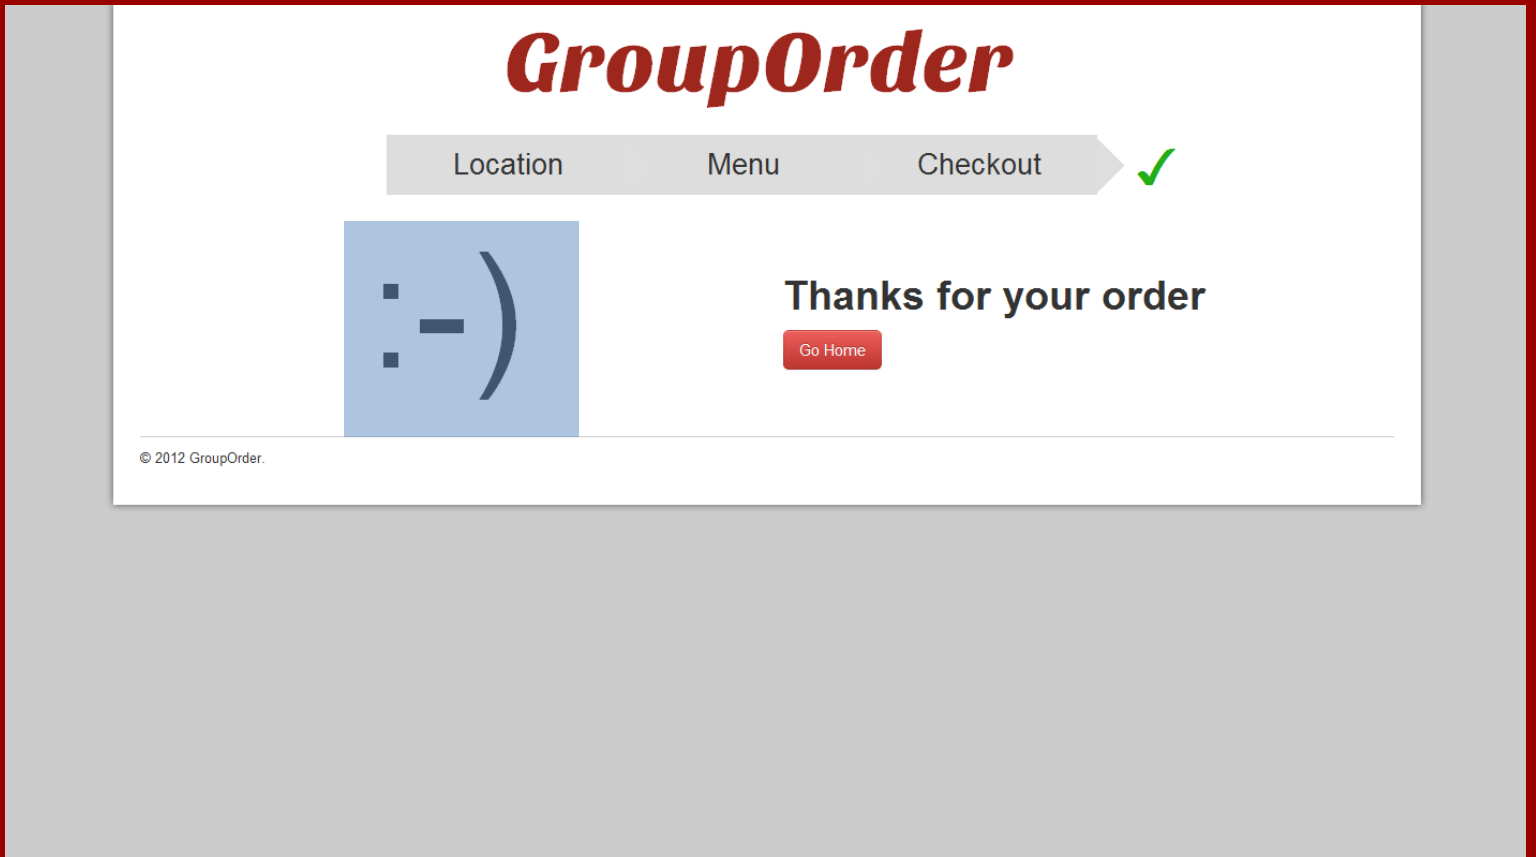 GroupOrder
Location Menu Checkout
:-)
Thanks for your order
Go Home
© 2012 GroupOrder.